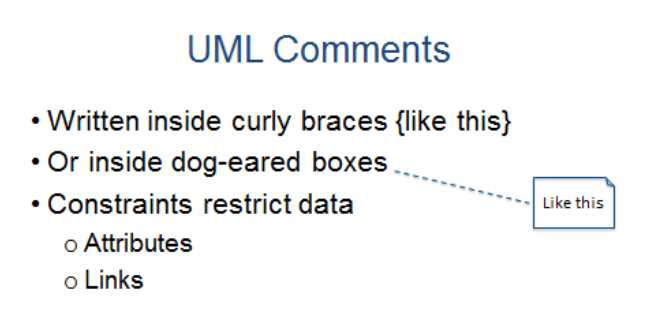 UML Comments
• Written inside curly braces {like this}
• Or inside dog-eared boxes
Like this
• Constraints restrict data
o Attributes
o Links